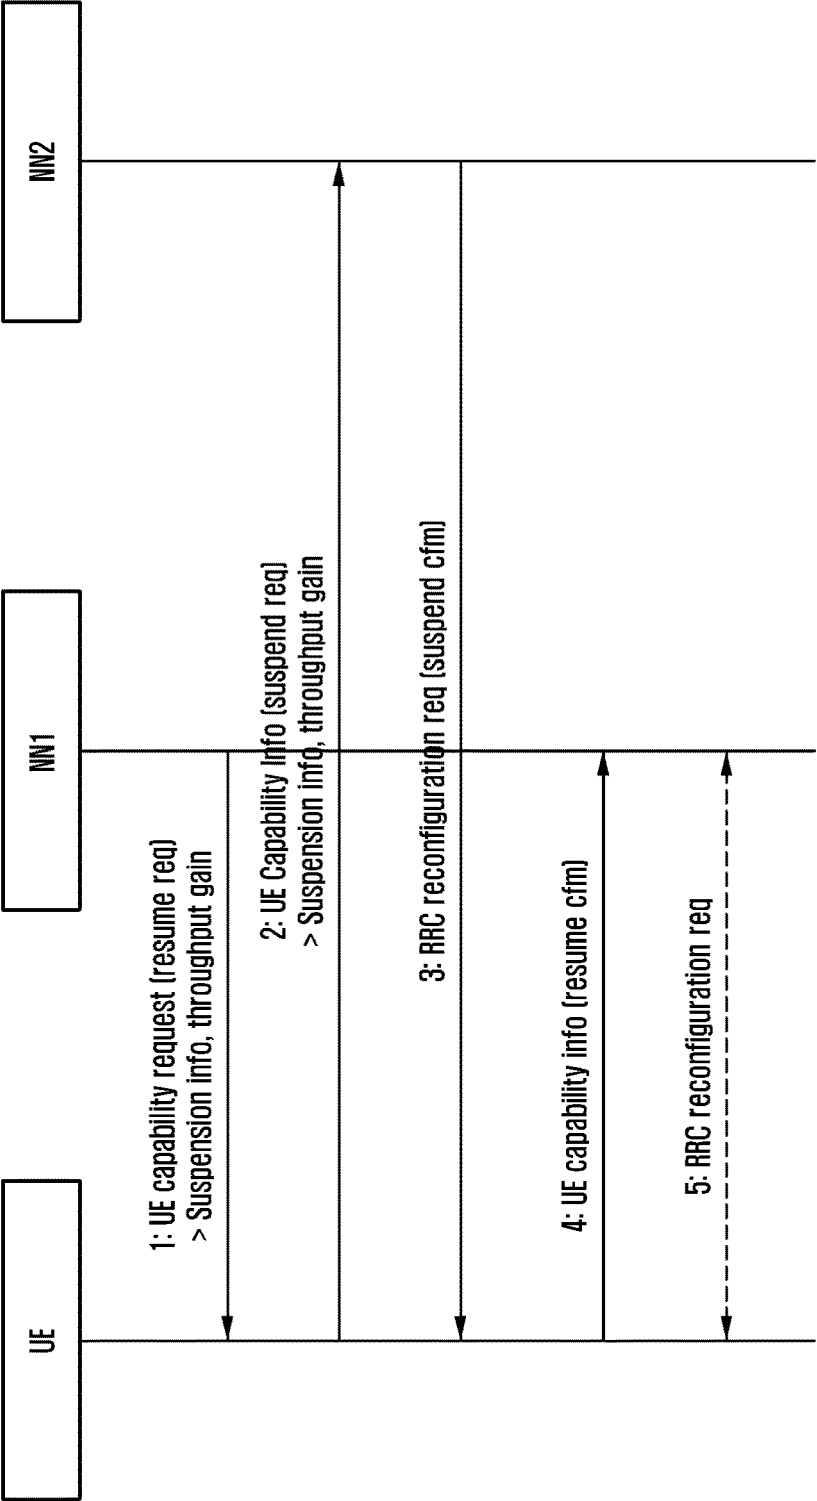 UE
NN1
NN2
1: UE capability request (resume req)
> Suspension info, throughput gain
2: UE Capability Info (suspend req)
> Suspension info, throughput gain
3: RRC reconfiguration req (suspend cfm)
4: UE capability info (resume cfm)
5: RRC reconfiguration req